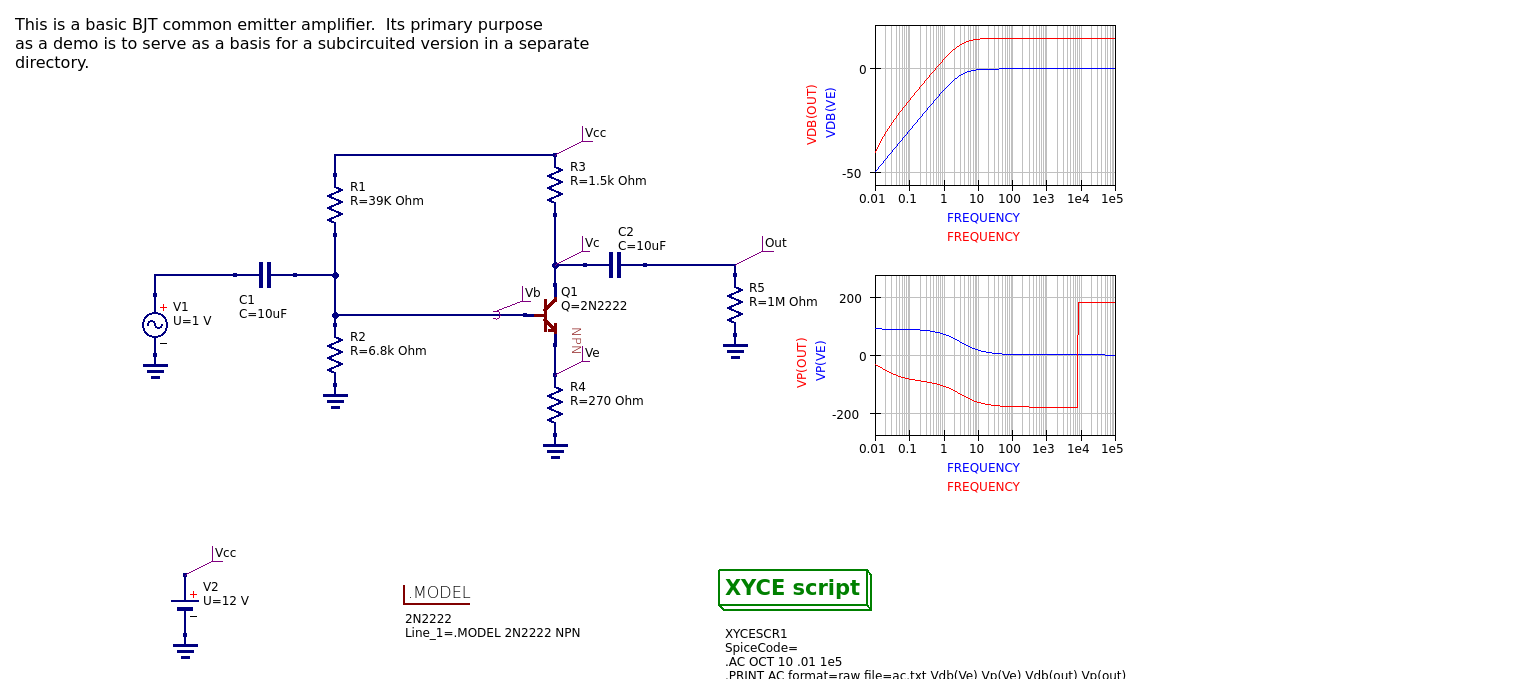 This is a basic BJT common emitter amplifier.  Its primary purpose
as a demo is to serve as a basis for a subcircuited version in a separate
directory.
Vcc
R3
R=1.5k Ohm
R1
R=39K Ohm
Vc
C2
C=10uF
Out
C1
C=10uF
+
V1
U=1 V
−
Vb
Q1
Q=2N2222
NPN
R5
R=1M Ohm
R2
R=6.8k Ohm
Ve
R4
R=270 Ohm
Vcc
V2
U=12 V
+
−
.MODEL
2N2222
Line_1=.MODEL 2N2222 NPN
XYCE script
XYCESCR1
SpiceCode=
.AC OCT 10 .01 1e5
.PRINT AC format=raw file=ac.txt Vdb(Ve) Vp(Ve) Vdb(out) Vp(out)
VDB(OUT)
VDB(VE)
0
-50
0.01 0.1 1 10 100 1e3 1e4 1e5
FREQUENCY
FREQUENCY
VP(OUT)
VP(VE)
200
0
-200
0.01 0.1 1 10 100 1e3 1e4 1e5
FREQUENCY
FREQUENCY